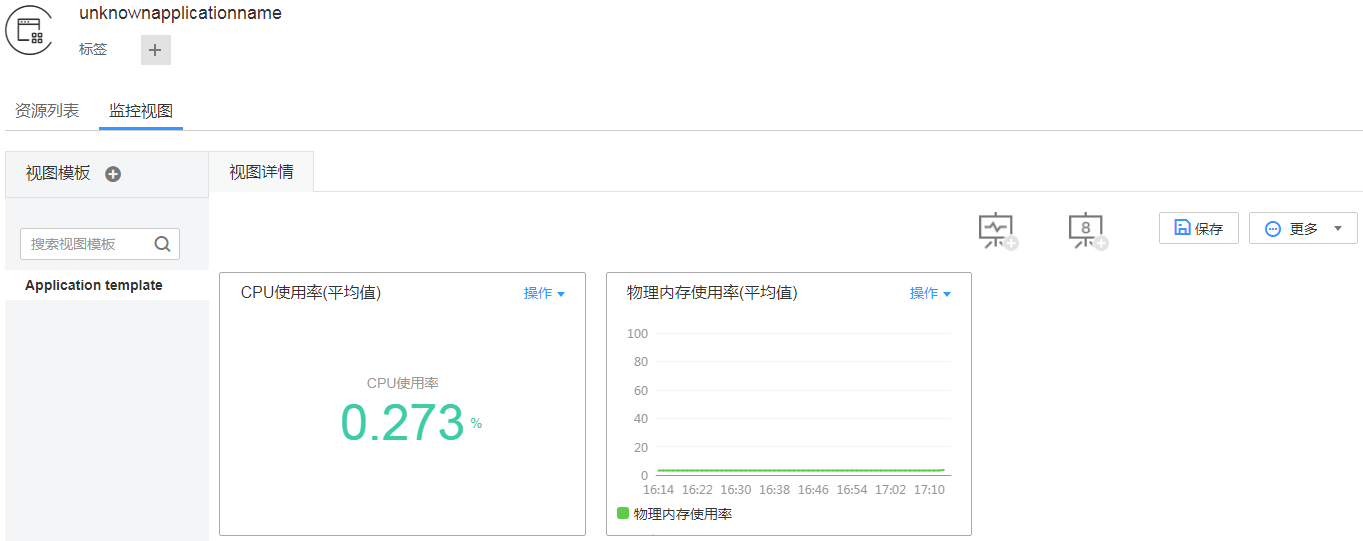 unknownapplicationname
标签
资源列表 监控视图
视图模板
视图详情
搜索视图模板
8
保存
更多
Application template
CPU使用率(平均值) 操作
CPU使用率
0.273 %
物理内存使用率(平均值) 操作
100
80
60
40
20
0
16:14 16:22 16:30 16:38 16:46 16:54 17:02 17:10
物理内存使用率